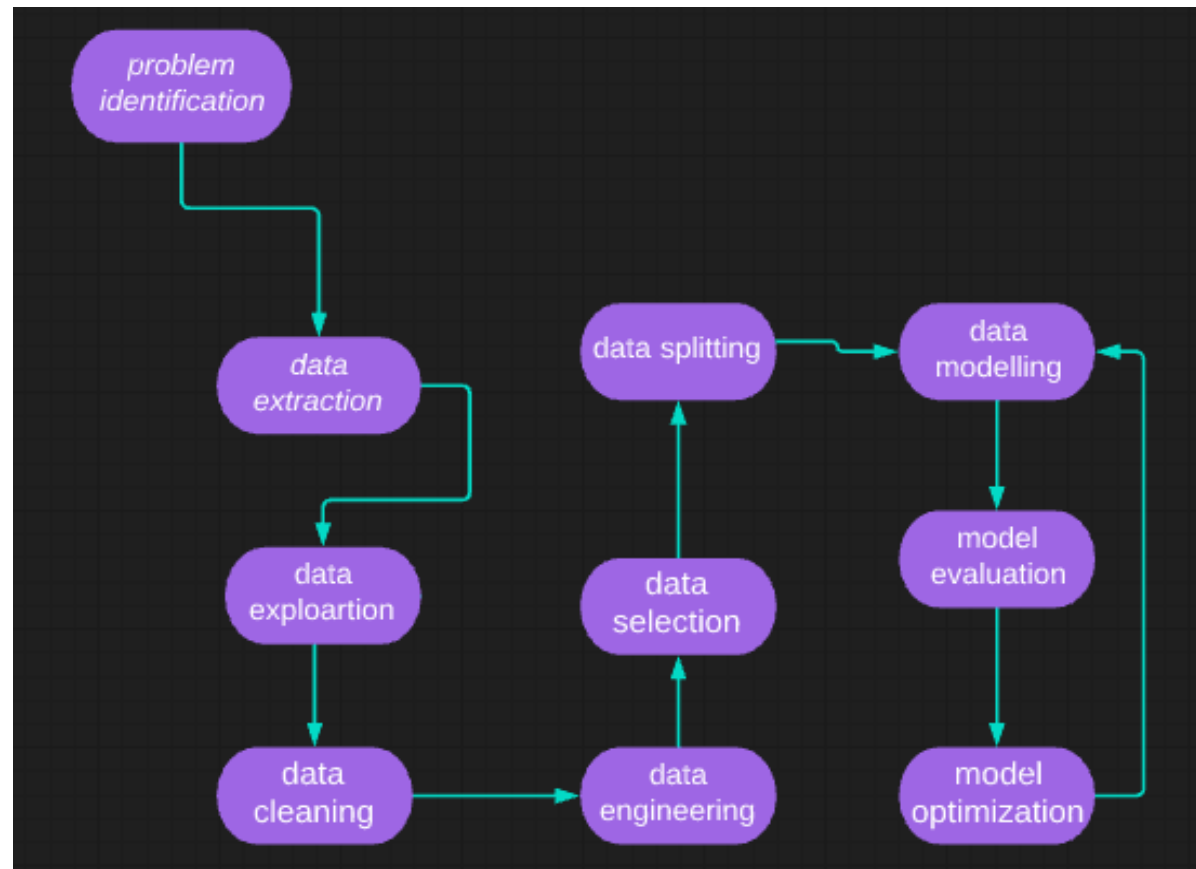 problem
identification
data
extraction
data
exploartion
data
cleaning
data
engineering
data
selection
data splitting
data
modelling
model
evaluation
model
optimization